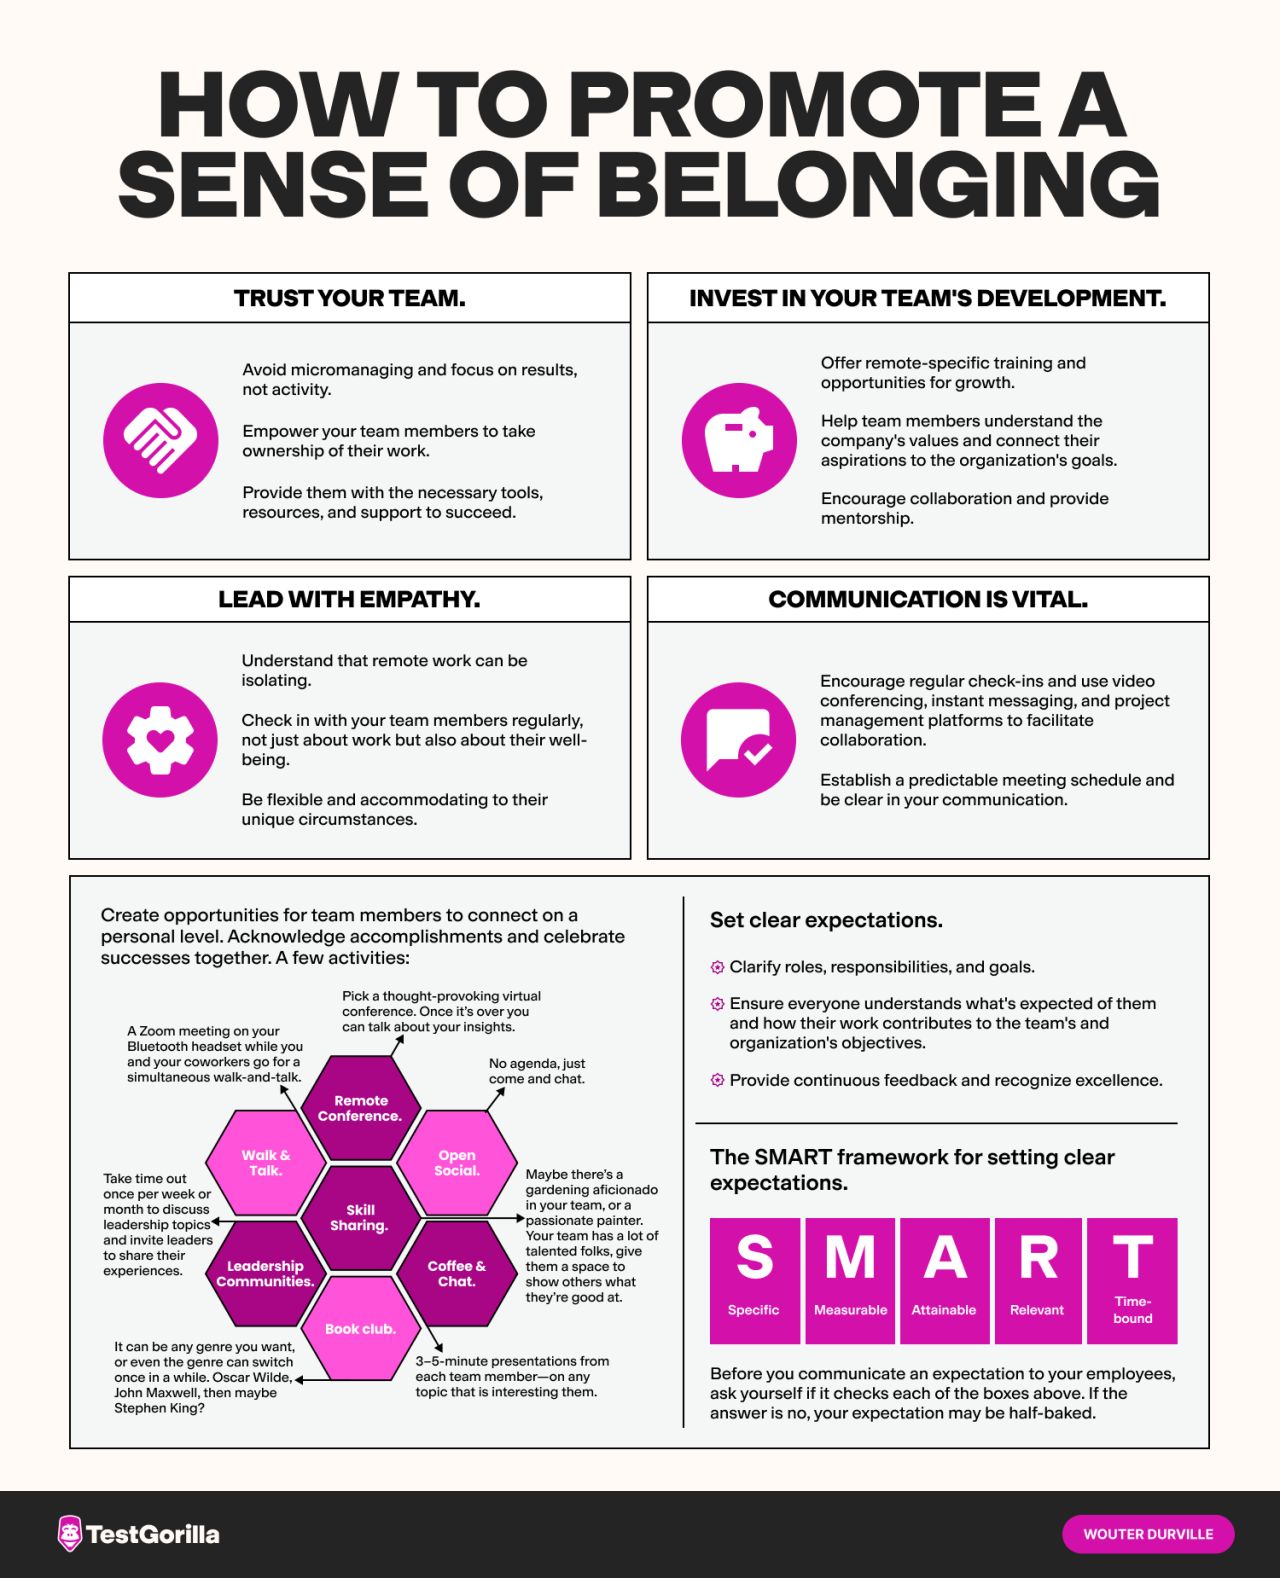 HOW TO PROMOTE A
SENSE OF BELONGING
TRUST YOUR TEAM.
Avoid micromanaging and focus on results,
not activity.
Empower your team members to take
ownership of their work.
Provide them with the necessary tools,
resources, and support to succeed.
INVEST IN YOUR TEAM'S DEVELOPMENT.
Offer remote-specific training and
opportunities for growth.
Help team members understand the
company's values and connect their
aspirations to the organization's goals.
Encourage collaboration and provide
mentorship.
LEAD WITH EMPATHY.
Understand that remote work can be
isolating.
Check in with your team members regularly,
not just about work but also about their well-
being.
Be flexible and accommodating to their
unique circumstances.
COMMUNICATION IS VITAL.
Encourage regular check-ins and use video
conferencing, instant messaging, and project
management platforms to facilitate
collaboration.
Establish a predictable meeting schedule and
be clear in your communication.
Create opportunities for team members to connect on a
personal level. Acknowledge accomplishments and celebrate
successes together. A few activities:
Pick a thought-provoking virtual
conference. Once it's over you
can talk about your insights.
A Zoom meeting on your
Bluetooth headset while you
and your coworkers go for a
simultaneous walk-and-talk.
No agenda, just
come and chat.
Remote
Conference.
Walk &
Talk.
Open
Social.
Take time out
once per week or
month to discuss
leadership topics
and invite leaders
to share their
experiences.
Skill
Sharing.
Maybe there's a
gardening aficionado
in your team, or a
passionate painter.
Your team has a lot of
talented folks, give
them a space to
show others what
they're good at.
Leadership
Communities.
Coffee &
Chat.
Book club.
It can be any genre you want,
or even the genre can switch
once in a while. Oscar Wilde,
John Maxwell, then maybe
Stephen King?
3–5-minute presentations from
each team member—on any
topic that is interesting them.
Set clear expectations.
Clarify roles, responsibilities, and goals.
Ensure everyone understands what's expected of them
and how their work contributes to the team's and
organization's objectives.
Provide continuous feedback and recognize excellence.
The SMART framework for setting clear
expectations.
S M A R T
Specific Measurable Attainable Relevant Time-
bound
Before you communicate an expectation to your employees,
ask yourself if it checks each of the boxes above. If the
answer is no, your expectation may be half-baked.
TestGorilla
WOUTER DURVILLE